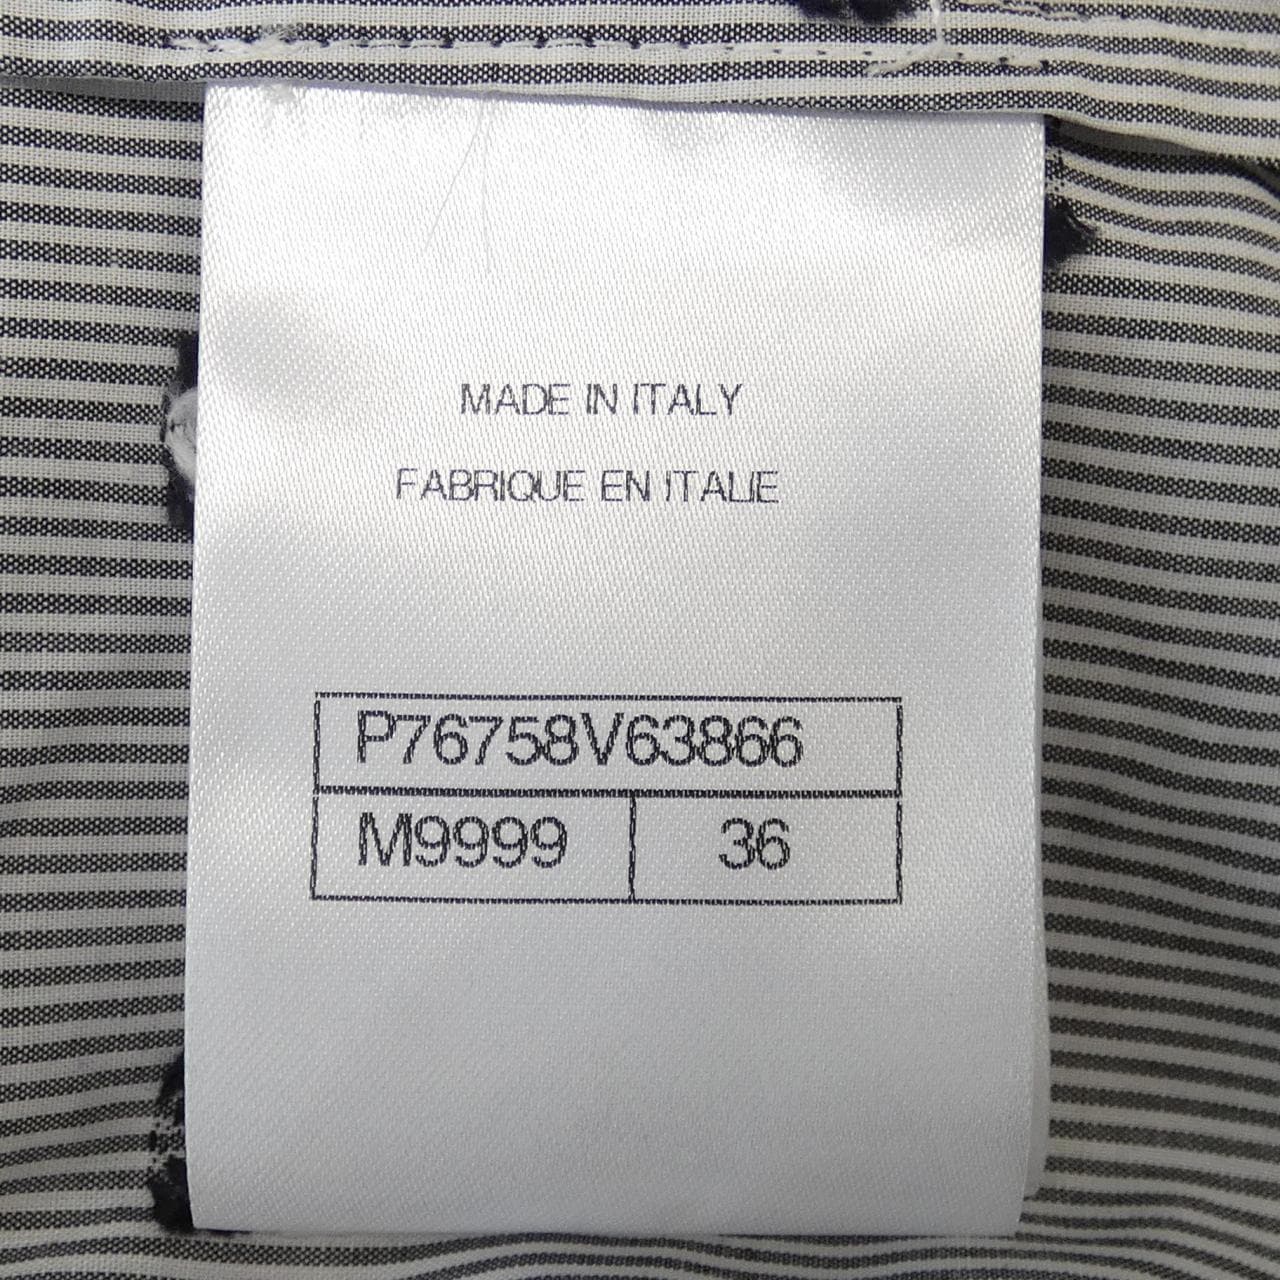 MADE IN ITALY
FABRIQUE EN ITALIE
P76758V63866
M9999 36